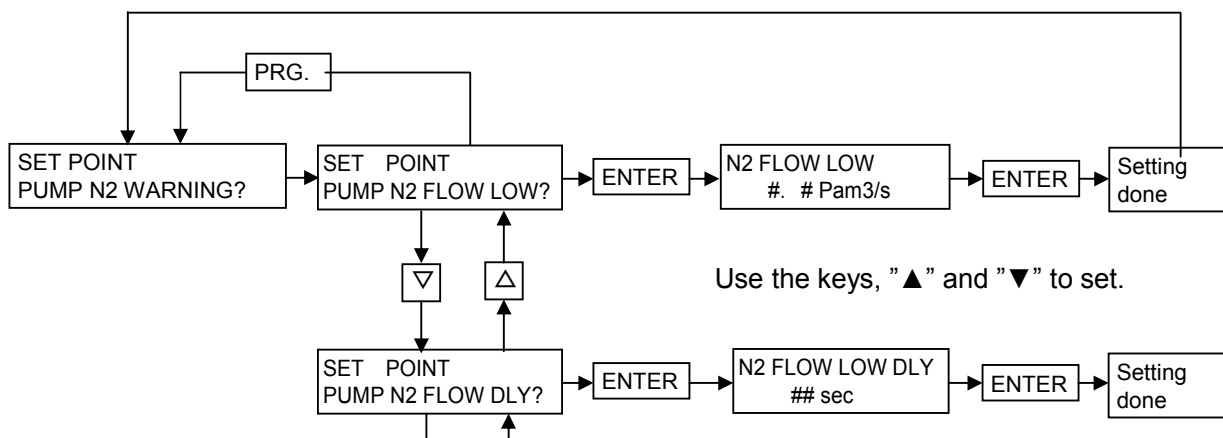 PRG.
SET POINT
PUMP N2 WARNING?
SET POINT
PUMP N2 FLOW LOW?
ENTER
N2 FLOW LOW
#. # Pam3/s
ENTER
Setting
done
▽
△
Use the keys, ”▲” and ”▼” to set.
SET POINT
PUMP N2 FLOW DLY?
ENTER
N2 FLOW LOW DLY
## sec
ENTER
Setting
done